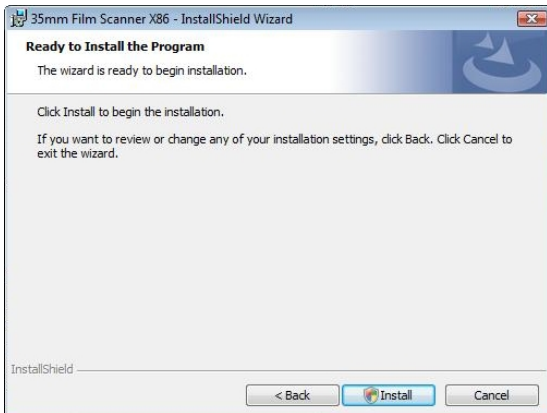 35mm Film Scanner X86 - InstallShield Wizard
Ready to Install the Program
The wizard is ready to begin installation.
Click Install to begin the installation.
If you want to review or change any of your installation settings, click Back. Click Cancel to
exit the wizard.
InstallShield
< Back Install Cancel